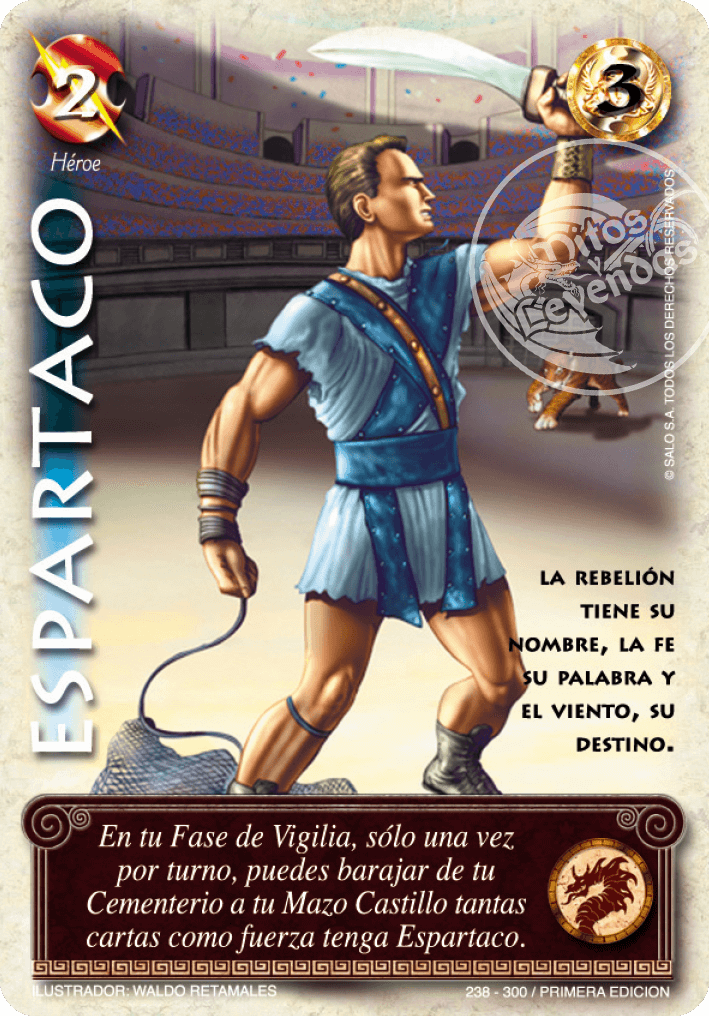 2
3
Héroe
ESPARTACO
Mitos
y
Leyendas
© SALO S.A. TODOS LOS DERECHOS RESERVADOS
LA REBELIÓN
TIENE SU
NOMBRE, LA FE
SU PALABRA Y
EL VIENTO, SU
DESTINO.
En tu Fase de Vigilia, sólo una vez
por turno, puedes barajar de tu
Cementerio a tu Mazo Castillo tantas
cartas como fuerza tenga Espartaco.
ILUSTRADOR: WALDO RETAMALES
238 - 300 / PRIMERA EDICION